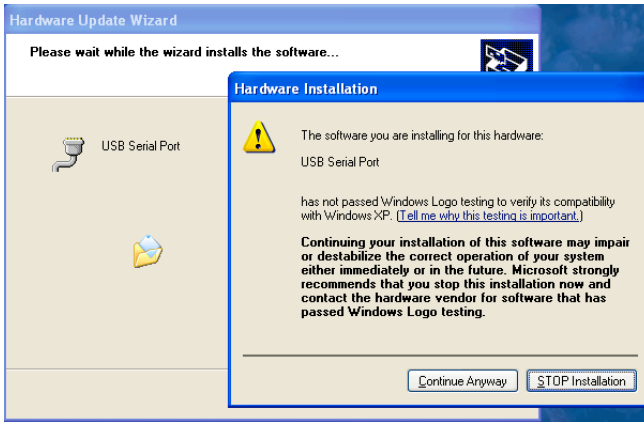 Hardware Update Wizard
Please wait while the wizard installs the software...
Hardware Installation
USB Serial Port
The software you are installing for this hardware:
USB Serial Port
has not passed Windows Logo testing to verify its compatibility
with Windows XP. (Tell me why this testing is important.)
Continuing your installation of this software may impair
or destabilize the correct operation of your system
either immediately or in the future. Microsoft strongly
recommends that you stop this installation now and
contact the hardware vendor for software that has
passed Windows Logo testing.
Continue Anyway
STOP Installation